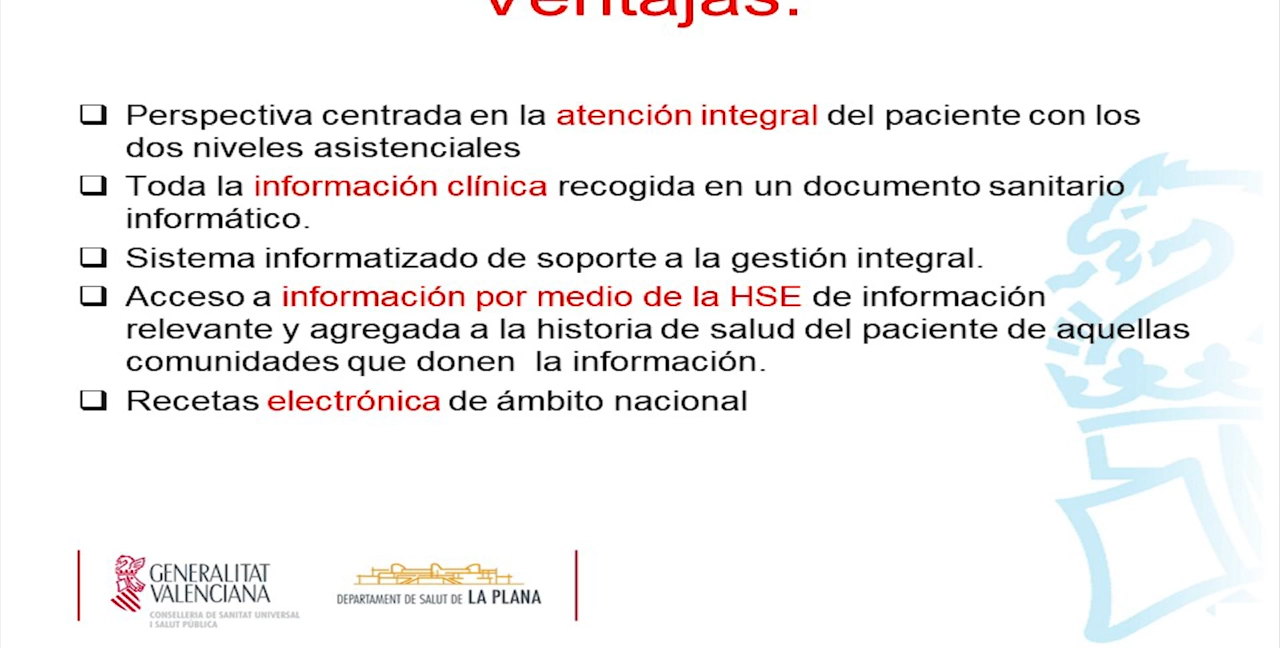 Ventajas:
❑ Perspectiva centrada en la atención integral del paciente con los
dos niveles asistenciales
❑ Toda la información clínica recogida en un documento sanitario
informático.
❑ Sistema informatizado de soporte a la gestión integral.
❑ Acceso a información por medio de la HSE de información
relevante y agregada a la historia de salud del paciente de aquellas
comunidades que donen  la información.
❑ Recetas electrónica de ámbito nacional
GENERALITAT
VALENCIANA
CONSELLERIA DE SANITAT UNIVERSAL
I SALUT PÚBLICA
DEPARTAMENT DE SALUT DE LA PLANA